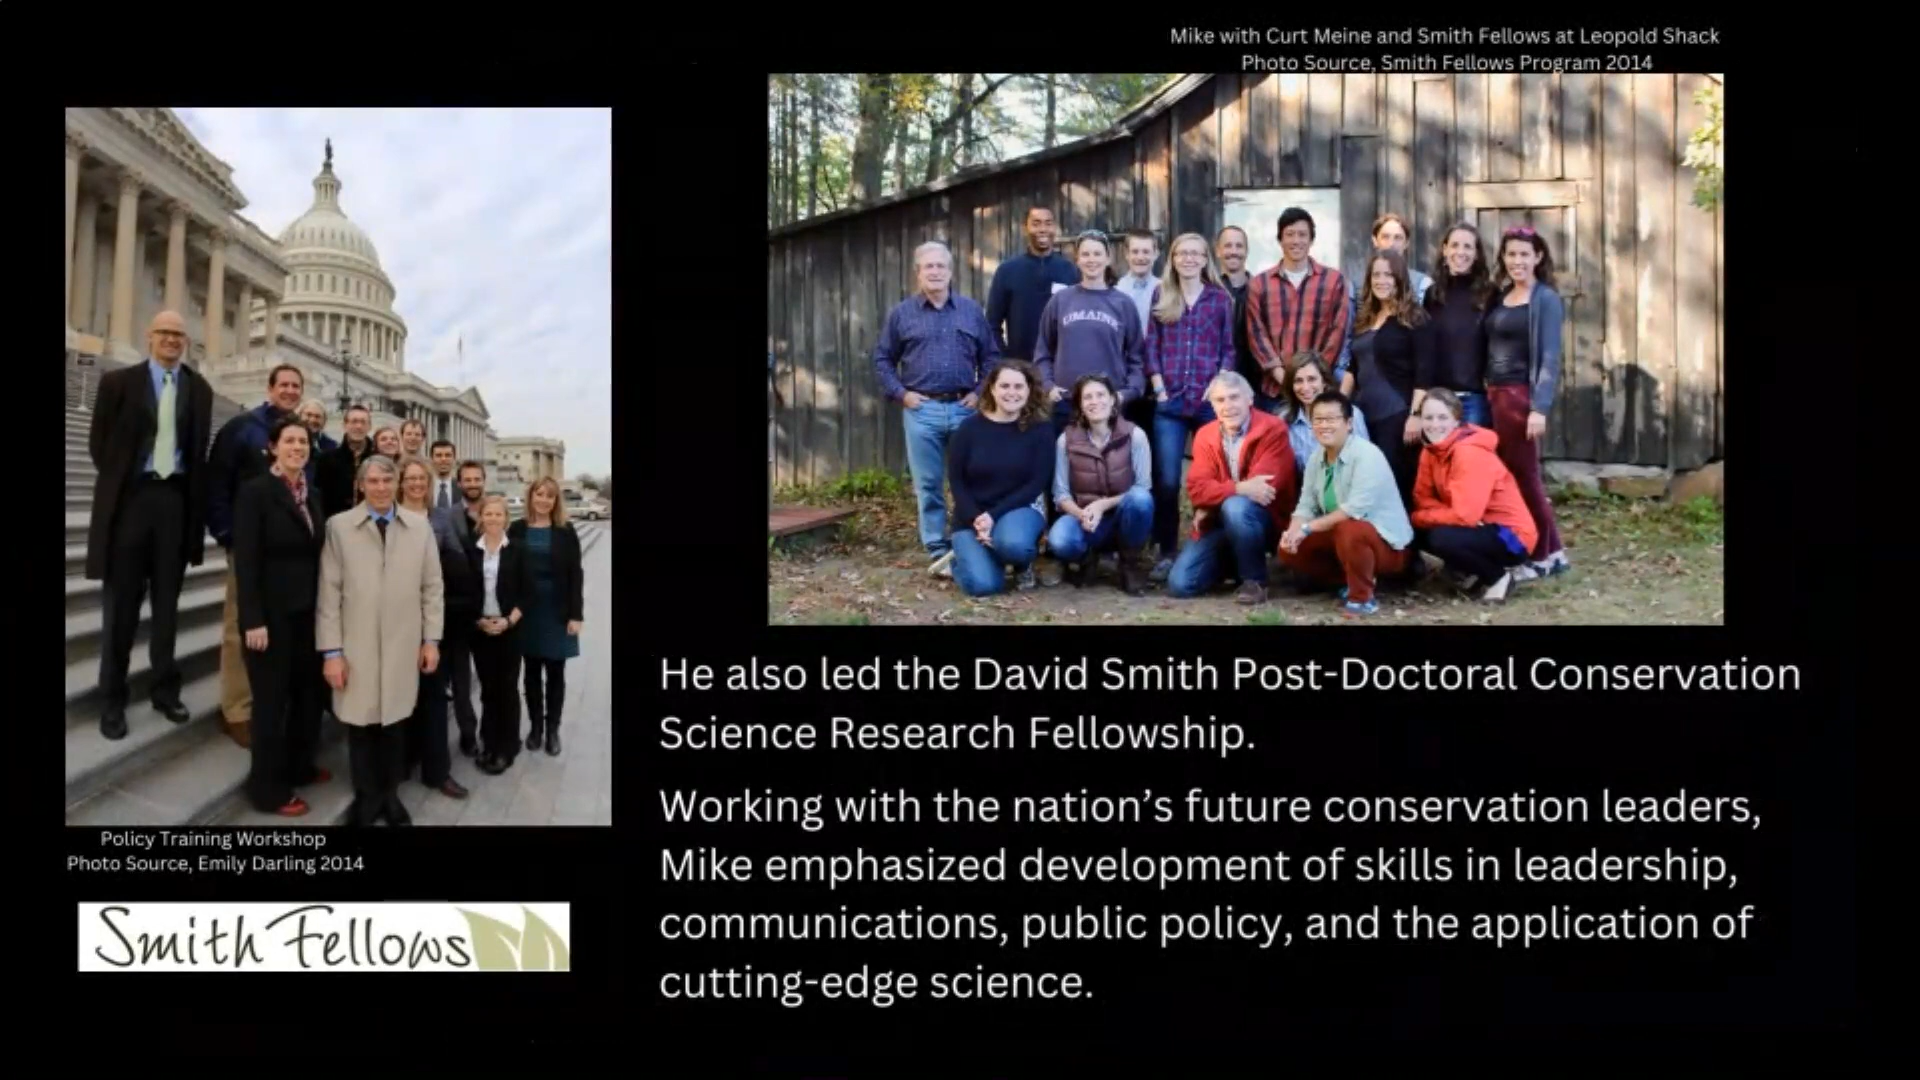 Mike with Curt Meine and Smith Fellows at Leopold Shack
Photo Source, Smith Fellows Program 2014
UMAINE
He also led the David Smith Post-Doctoral Conservation
Science Research Fellowship.
Working with the nation’s future conservation leaders,
Mike emphasized development of skills in leadership,
communications, public policy, and the application of
cutting-edge science.
Policy Training Workshop
Photo Source, Emily Darling 2014
Smith Fellows